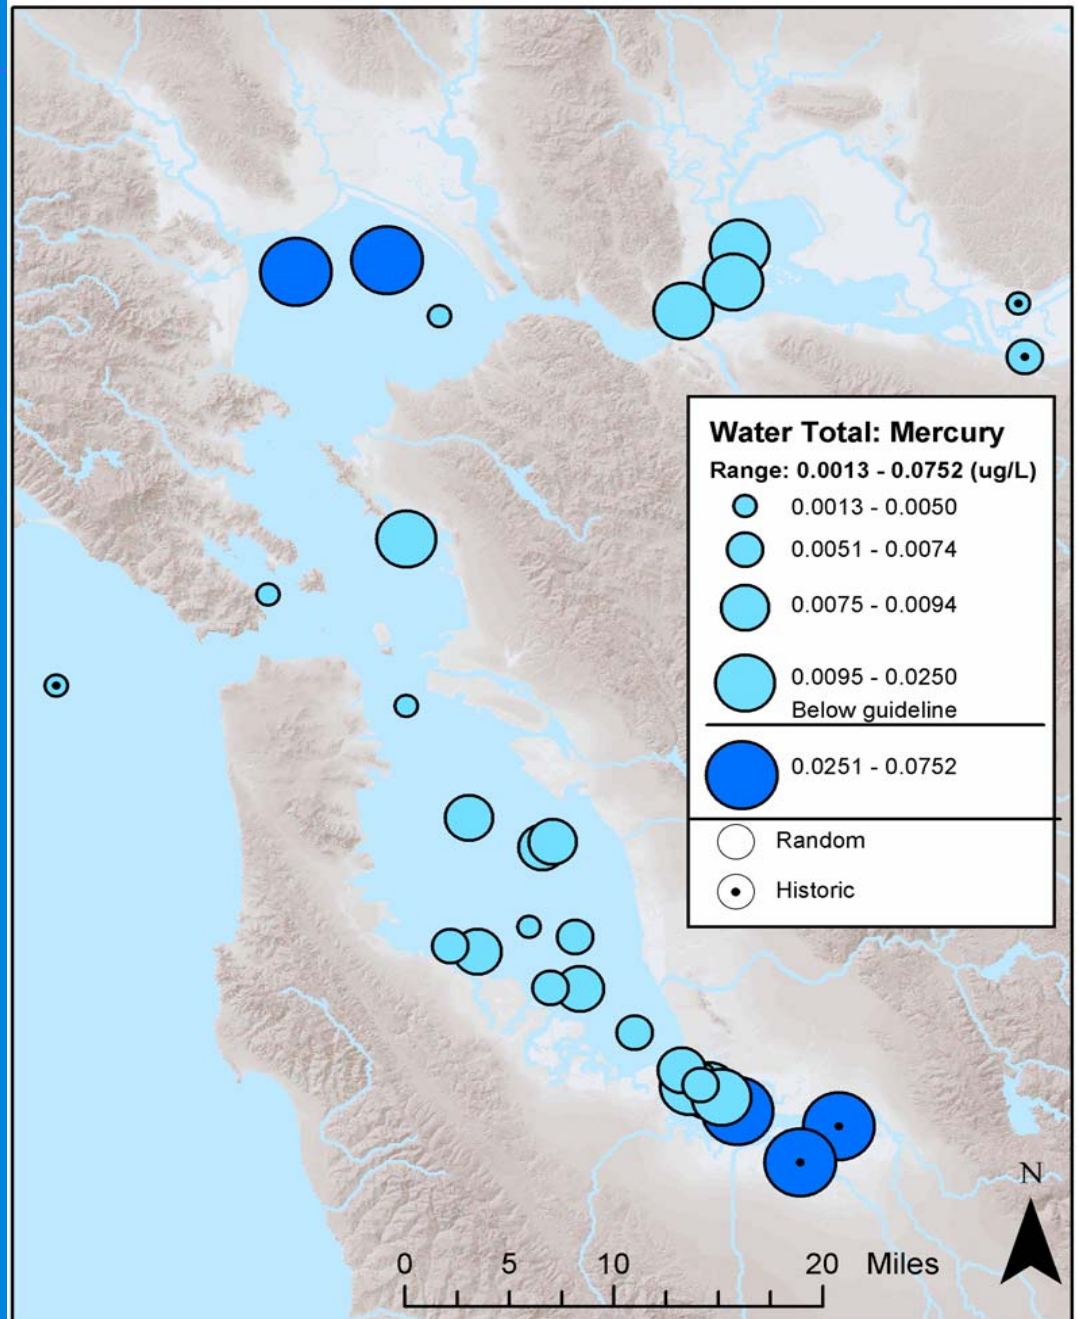 Water Total: Mercury
Range: 0.0013 - 0.0752 (ug/L)
0.0013 - 0.0050
0.0051 - 0.0074
0.0075 - 0.0094
0.0095 - 0.0250
Below guideline
0.0251 - 0.0752
Random
Historic
N
0 5 10 20 Miles